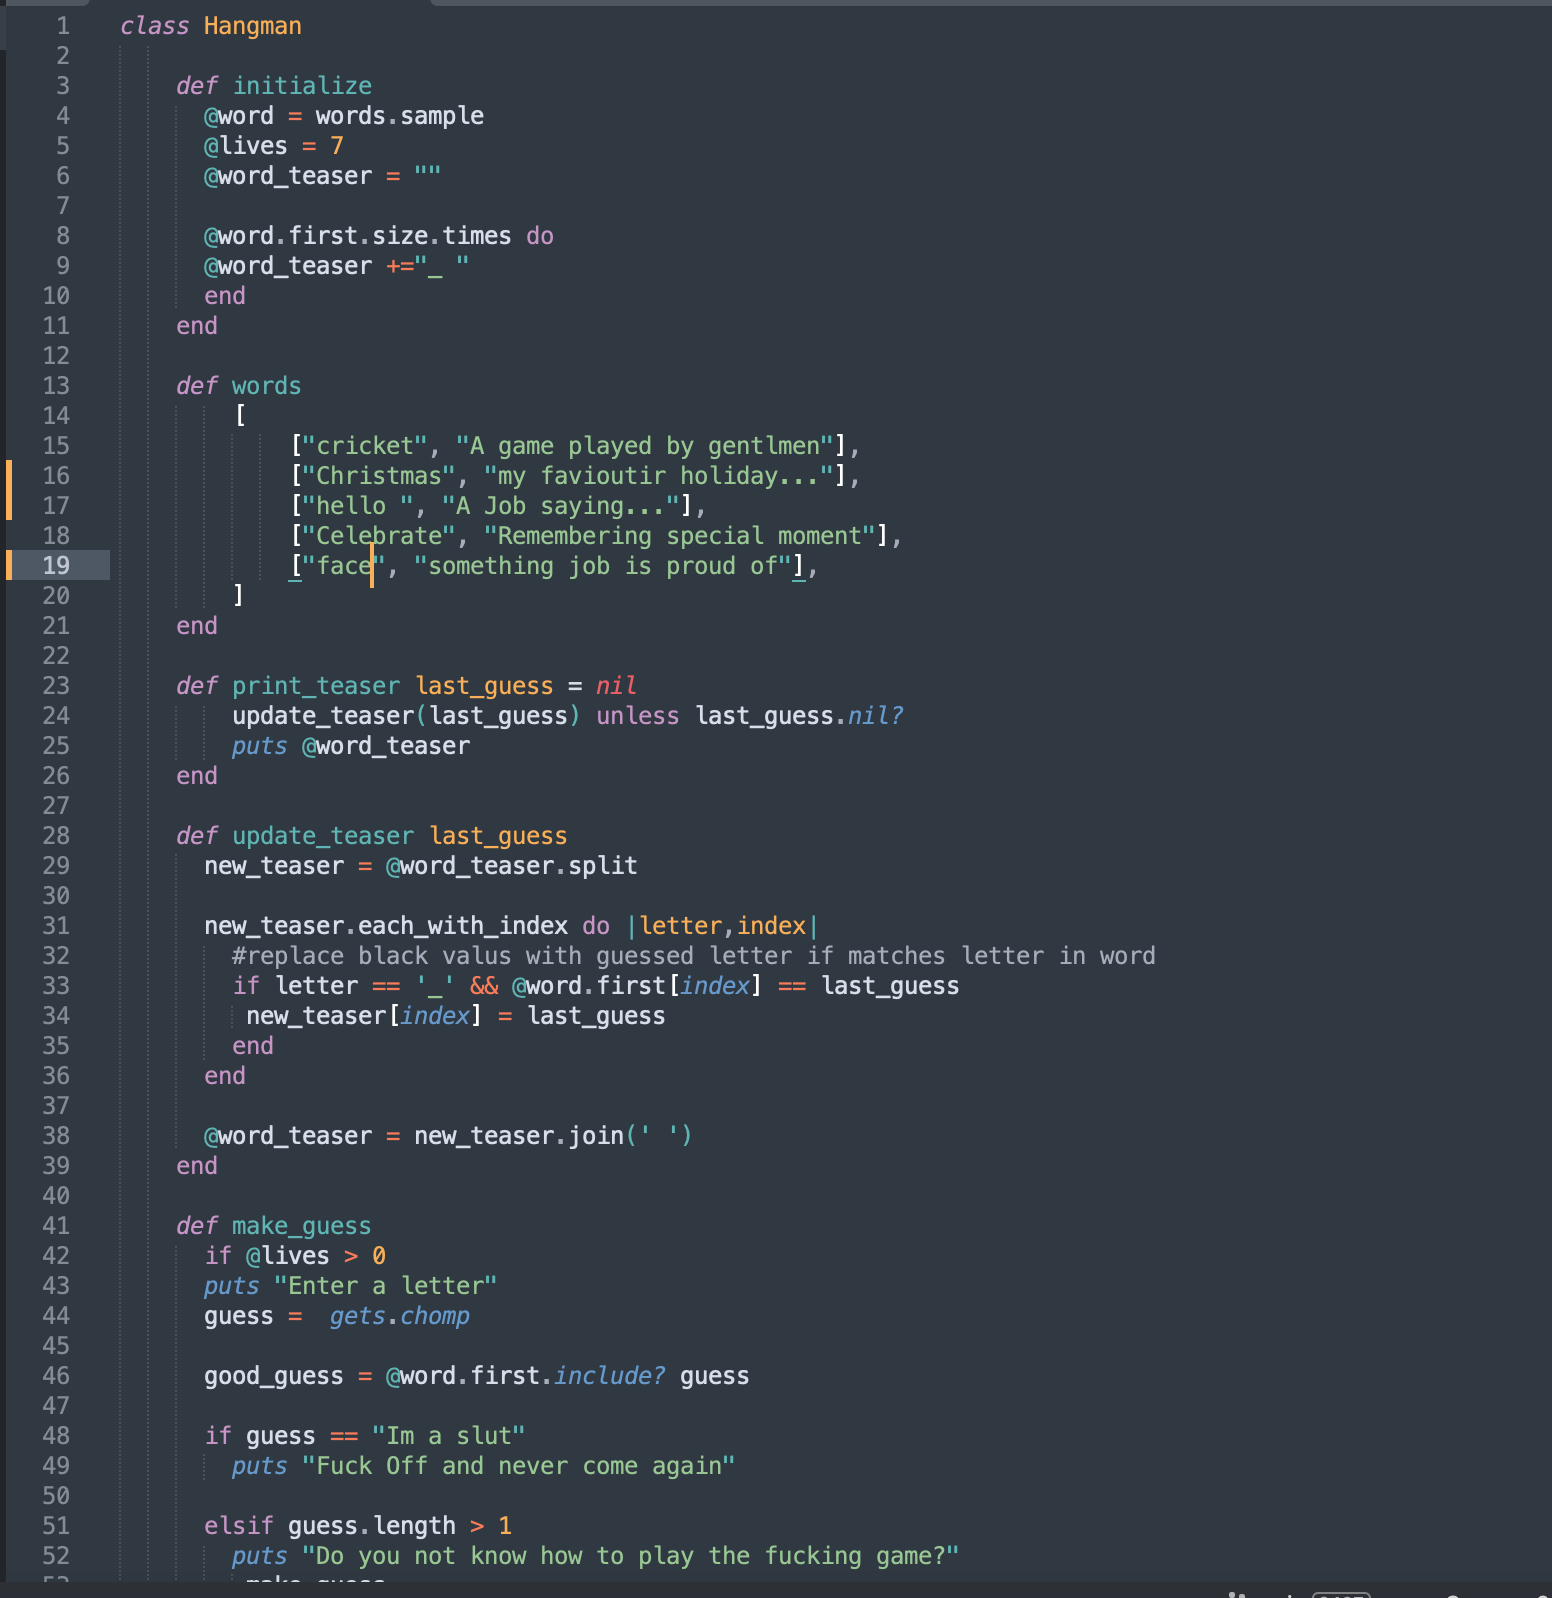 1 class Hangman
2
3 def initialize
4 @word = words.sample
5 @lives = 7
6 @word_teaser = ""
7
8 @word.first.size.times do
9 @word_teaser +="_ "
10 end
11 end
12
13 def words
14 [
15 ["cricket", "A game played by gentlmen"],
16 ["Christmas", "my favioutir holiday..."],
17 ["hello ", "A Job saying..."],
18 ["Celebrate", "Remembering special moment"],
19 ["face", "something job is proud of"],
20 ]
21 end
22
23 def print_teaser last_guess = nil
24 update_teaser(last_guess) unless last_guess.nil?
25 puts @word_teaser
26 end
27
28 def update_teaser last_guess
29 new_teaser = @word_teaser.split
30
31 new_teaser.each_with_index do |letter,index|
32 #replace black valus with guessed letter if matches letter in word
33 if letter == '_' && @word.first[index] == last_guess
34 new_teaser[index] = last_guess
35 end
36 end
37
38 @word_teaser = new_teaser.join(' ')
39 end
40
41 def make_guess
42 if @lives > 0
43 puts "Enter a letter"
44 guess =  gets.chomp
45
46 good_guess = @word.first.include? guess
47
48 if guess == "Im a slut"
49 puts "Fuck Off and never come again"
50
51 elsif guess.length > 1
52 puts "Do you not know how to play the fucking game?"